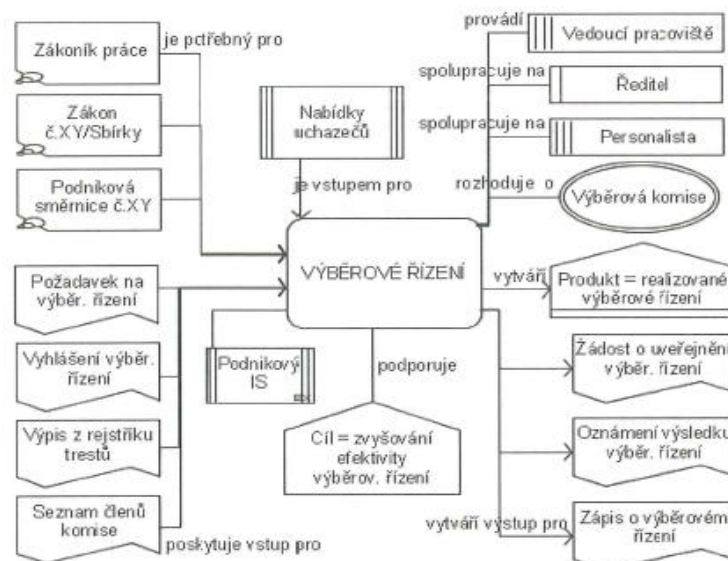 Zákoník práce
je potřebný pro
Zákon
č.XY/Sbírky
Podniková
směrnice č.XY
Nabídky
uchazečů
je vstupem pro
provádí
Vedoucí pracoviště
spolupracuje na
Ředitel
spolupracuje na
Personalista
rozhoduje o
Výběrová komise
VÝBĚROVÉ ŘÍZENÍ
vytváří
Produkt = realizované
výběrové řízení
Požadavek na
výběr. řízení
Vyhlášení výběr.
řízení
Výpis z rejstříku
trestů
Seznam členů
komise
poskytuje vstup pro
Podnikový
IS
podporuje
Cíl = zvyšování
efektivity
výběrov. řízení
Žádost o uveřejnění
výběr. řízení
Oznámení výsledku
výběr. řízení
vytváří výstup pro
Zápis o výběrovém
řízení